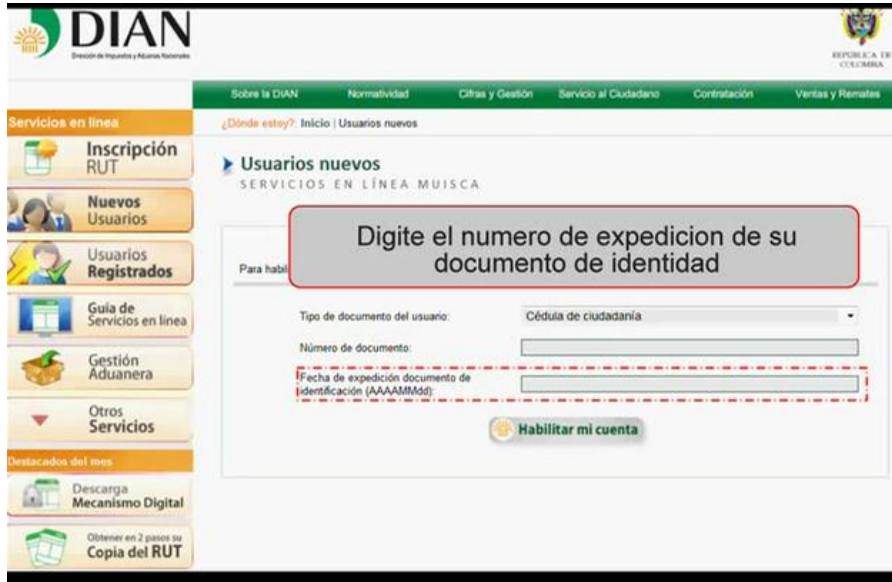 DIAN
Dirección de Impuestos y Aduanas Nacionales
REPÚBLICA DE
COLOMBIA
Sobre la DIAN Normatividad Cifras y Gestión Servicio al Ciudadano Contratación Ventas y Remates
Servicios en línea
¿Dónde estoy? Inicio | Usuarios nuevos
Inscripción
RUT
Nuevos
Usuarios
Usuarios
Registrados
Guía de
Servicios en línea
Gestión
Aduanera
Otros
Servicios
Destacados del mes
Descarga
Mecanismo Digital
Obtener en 2 pasos su
Copia del RUT
Usuarios nuevos
SERVICIOS EN LÍNEA MUISCA
Digite el numero de expedicion de su
documento de identidad
Para habil
Tipo de documento del usuario: Cédula de ciudadanía
Número de documento:
Fecha de expedición documento de
identificación (AAAAMMdd):
Habilitar mi cuenta